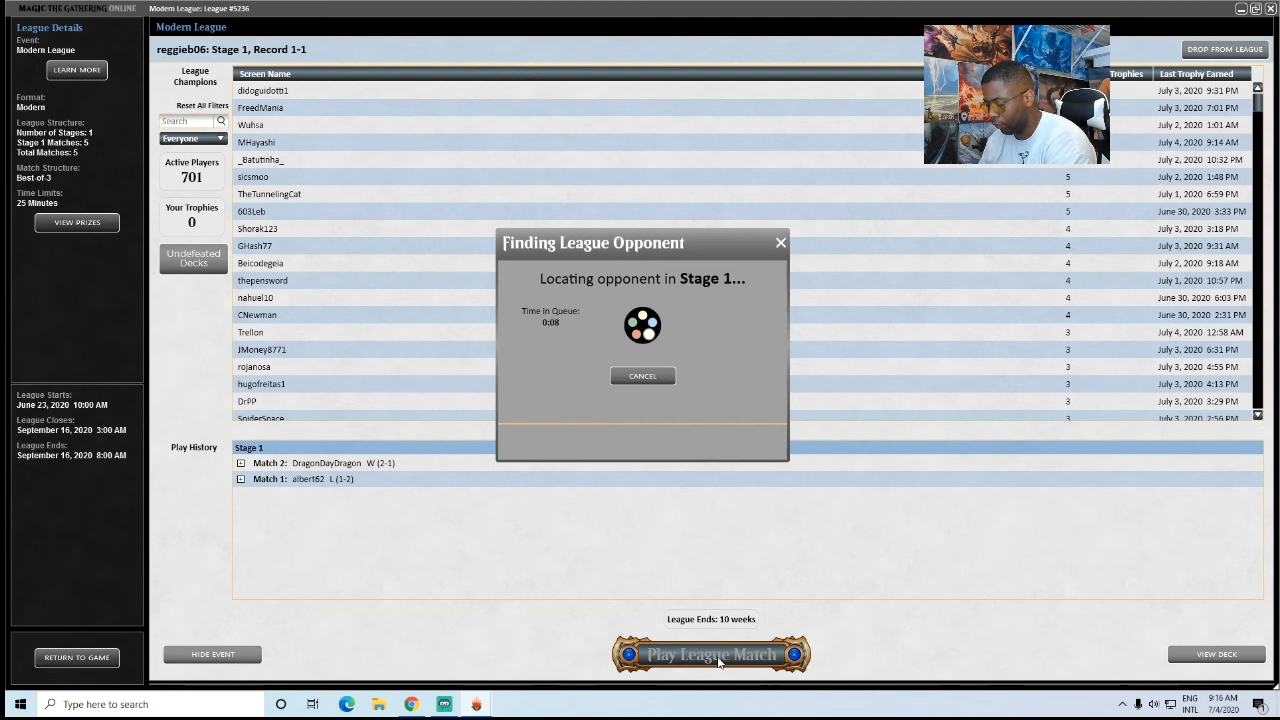 MAGIC THE GATHERING ONLINE
Modern League: League #5236
League Details
Event:
Modern League
LEARN MORE
Format:
Modern
League Structure:
Number of Stages: 1
Stage 1 Matches: 5
Total Matches: 5
Match Structure:
Best-of-3
Time Limits:
25 Minutes
VIEW PRIZES
League Starts:
June 23, 2020 10:00 AM
League Closes:
September 16, 2020 3:00 AM
League Ends:
September 16, 2020 8:00 AM
RETURN TO GAME
Modern League
reggieb06: Stage 1, Record 1-1
DROP FROM LEAGUE
League Champions
Reset All Filters
Search
Everyone
Active Players
701
Your Trophies
0
Undefeated Decks
Screen Name Trophies Last Trophy Earned
didoguidotti1 July 3, 2020 9:31 PM
FreedMania July 3, 2020 7:01 PM
Wuhsa July 2, 2020 1:01 AM
MHayashi July 4, 2020 9:14 AM
_Batutinha_ July 2, 2020 10:32 PM
sicsmoo 5 July 2, 2020 1:48 PM
TheTunnelingCat 5 July 1, 2020 6:59 PM
603Leb 5 June 30, 2020 3:33 PM
Shorak123 4 July 3, 2020 3:18 PM
GHash77 4 July 3, 2020 9:31 AM
Beicodegeia 4 July 2, 2020 9:18 AM
thepensword 4 July 1, 2020 10:57 PM
nahuel10 4 June 30, 2020 6:03 PM
CNewman 4 June 30, 2020 2:31 PM
Trellon 3 July 4, 2020 12:58 AM
JMoney8771 3 July 3, 2020 6:31 PM
rojanosa 3 July 3, 2020 4:55 PM
hugofreitas1 3 July 3, 2020 4:13 PM
DrPP 3 July 3, 2020 3:29 PM
SpiderSpace 3 July 3, 2020 2:56 PM
Finding League Opponent
Locating opponent in Stage 1...
Time in Queue:
0:08
CANCEL
Play History
Stage 1
Match 2: DragonDayDragon W (2-1)
Match 1: albert62 L (1-2)
League Ends: 10 weeks
HIDE EVENT
Play League Match
VIEW DECK
Type here to search
ENG
INTL
9:16 AM
7/4/2020